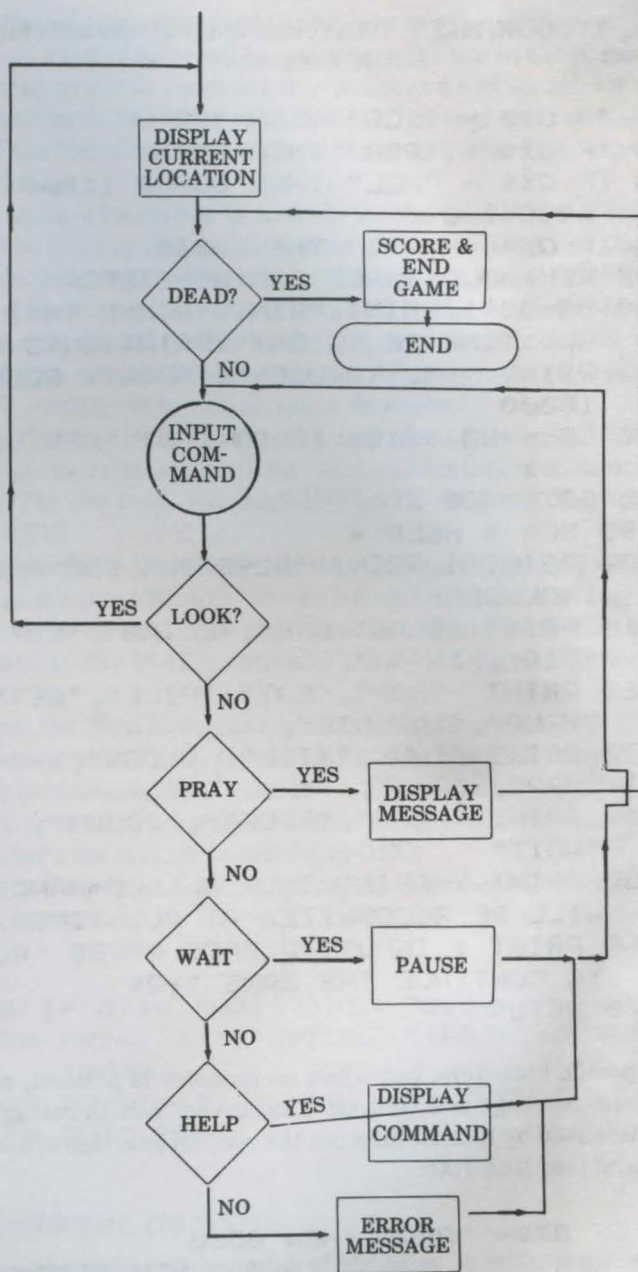 DISPLAY
CURRENT
LOCATION
DEAD?
YES
SCORE &
END
GAME
END
NO
INPUT
COM-
MAND
YES
LOOK?
NO
PRAY
YES
DISPLAY
MESSAGE
NO
WAIT
YES
PAUSE
NO
HELP
YES
DISPLAY
COMMAND
NO
ERROR
MESSAGE